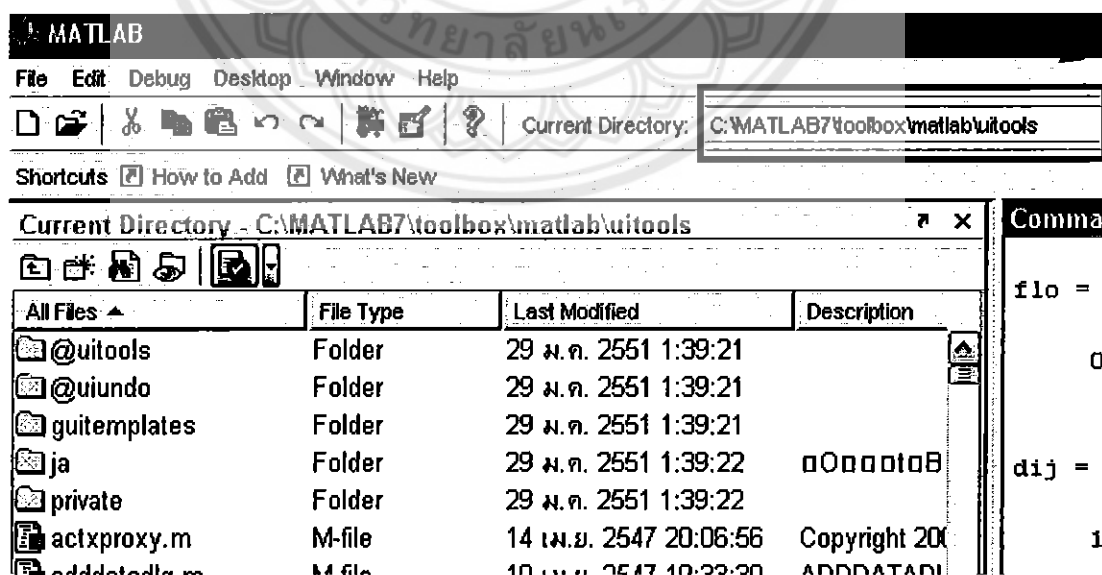 MATLAB
File Edit Debug Desktop Window Help
Current Directory: C:\MATLAB7\toolbox\matlab\uitools
Shortcuts How to Add What's New
Current Directory - C:\MATLAB7\toolbox\matlab\uitools
Comma
All Files File Type Last Modified Description
flo =
@uitools Folder 29 ม.ค. 2551 1:39:21
@uiundo Folder 29 ม.ค. 2551 1:39:21
guitemplates Folder 29 ม.ค. 2551 1:39:21
ja Folder 29 ม.ค. 2551 1:39:22
dij =
private Folder 29 ม.ค. 2551 1:39:22
actxproxy.m M-file 14 เม.ย. 2547 20:06:56 Copyright 200
1